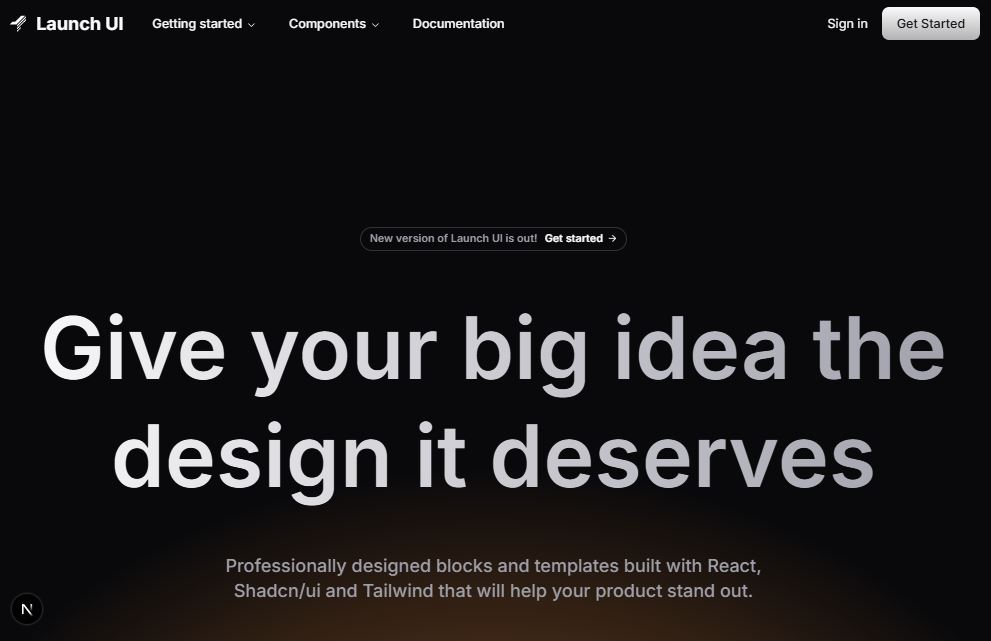 Launch UI
Getting started
Components
Documentation
Sign in
Get Started
New version of Launch UI is out! Get started →
Give your big idea the
design it deserves
Professionally designed blocks and templates built with React,
Shadcn/ui and Tailwind that will help your product stand out.
N